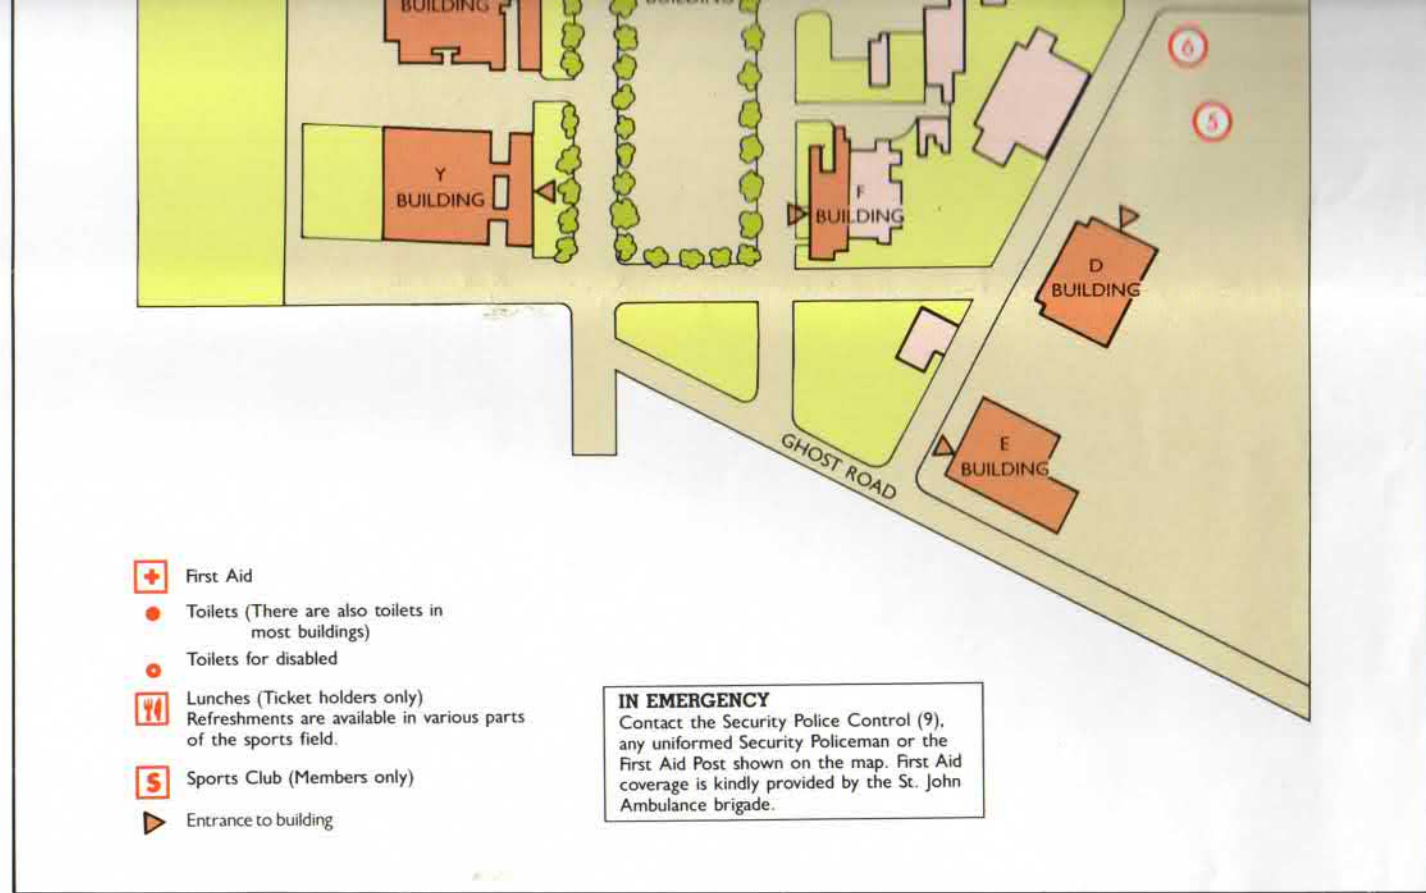 BUILDING
BUILDING
6
5
Y
BUILDING
F
BUILDING
D
BUILDING
E
BUILDING
GHOST ROAD
First Aid
Toilets (There are also toilets in
most buildings)
Toilets for disabled
Lunches (Ticket holders only)
Refreshments are available in various parts
of the sports field.
S
Sports Club (Members only)
Entrance to building
IN EMERGENCY
Contact the Security Police Control (9),
any uniformed Security Policeman or the
First Aid Post shown on the map. First Aid
coverage is kindly provided by the St. John
Ambulance brigade.